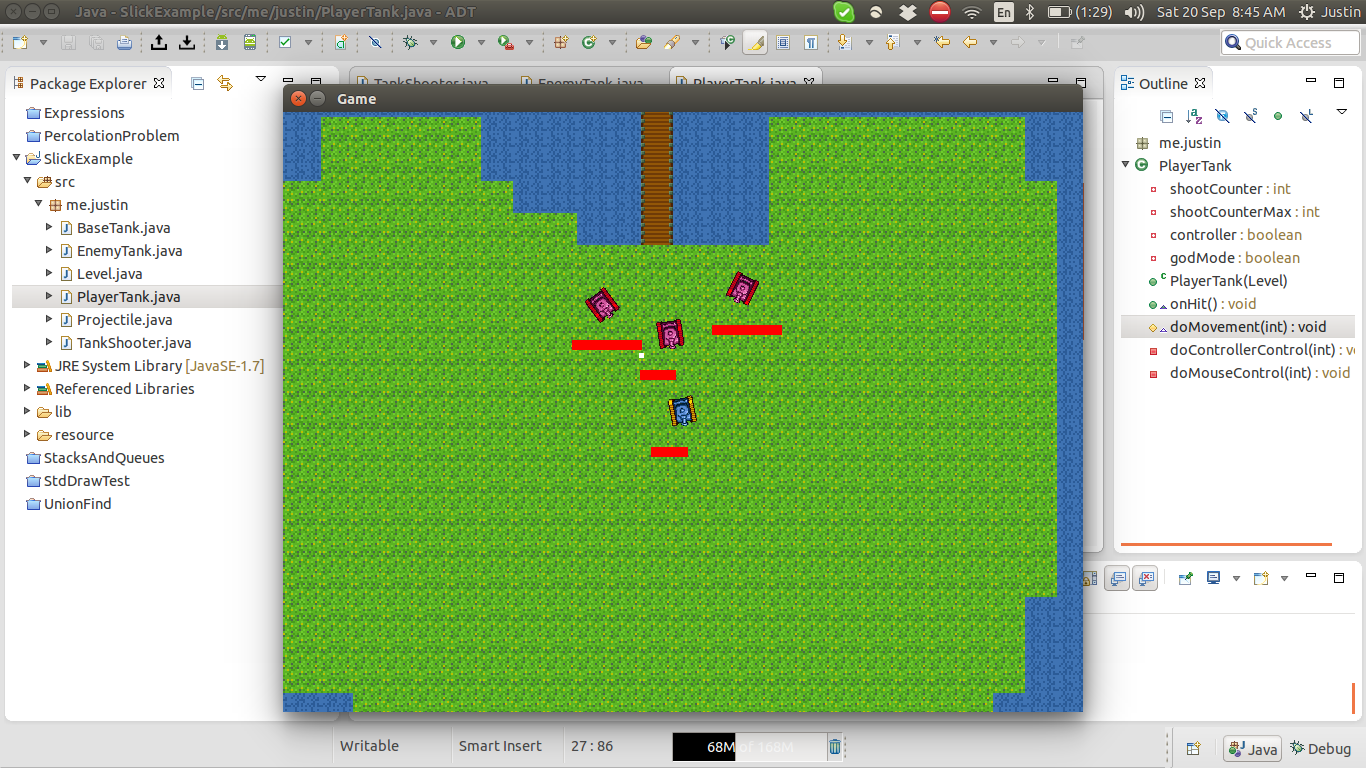 Java - SlickExample/src/me/justin/PlayerTank.java - ADT
En
(1:29)
Sat 20 Sep 8:45 AM
Justin
Quick Access
Package Explorer
TankShooter.java
EnemyTank.java
PlayerTank.java
Outline
Game
Expressions
PercolationProblem
SlickExample
src
me.justin
BaseTank.java
EnemyTank.java
Level.java
PlayerTank.java
Projectile.java
TankShooter.java
JRE System Library [JavaSE-1.7]
Referenced Libraries
lib
resource
StacksAndQueues
StdDrawTest
UnionFind
me.justin
PlayerTank
shootCounter : int
shootCounterMax : int
controller : boolean
godMode : boolean
PlayerTank(Level)
onHit() : void
doMovement(int) : void
doControllerControl(int) : vo
doMouseControl(int) : void
Writable
Smart Insert
27 : 86
68M of 168M
Java
Debug